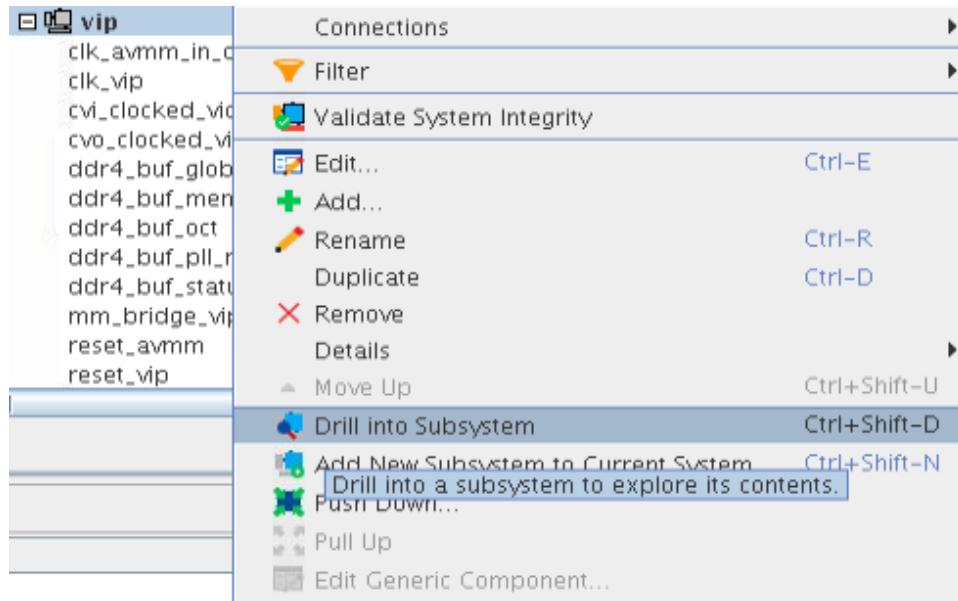 vip
clk_avmm_in_c
clk_vip
cvi_clocked_vid
cvo_clocked_vi
ddr4_buf_glob
ddr4_buf_mem
ddr4_buf_oct
ddr4_buf_pll_r
ddr4_buf_statu
mm_bridge_vip
reset_avmm
reset_vip
Connections
Filter
Validate System Integrity
Edit... Ctrl-E
Add...
Rename Ctrl-R
Duplicate Ctrl-D
Remove
Details
Move Up Ctrl+Shift-U
Drill into Subsystem Ctrl+Shift-D
Add New Subsystem to Current System Ctrl+Shift-N
Drill into a subsystem to explore its contents.
Push Down...
Pull Up
Edit Generic Component...